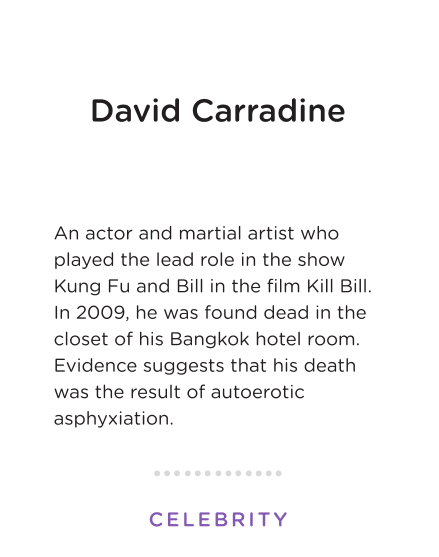 David Carradine
An actor and martial artist who
played the lead role in the show
Kung Fu and Bill in the film Kill Bill.
In 2009, he was found dead in the
closet of his Bangkok hotel room.
Evidence suggests that his death
was the result of autoerotic
asphyxiation.
CELEBRITY